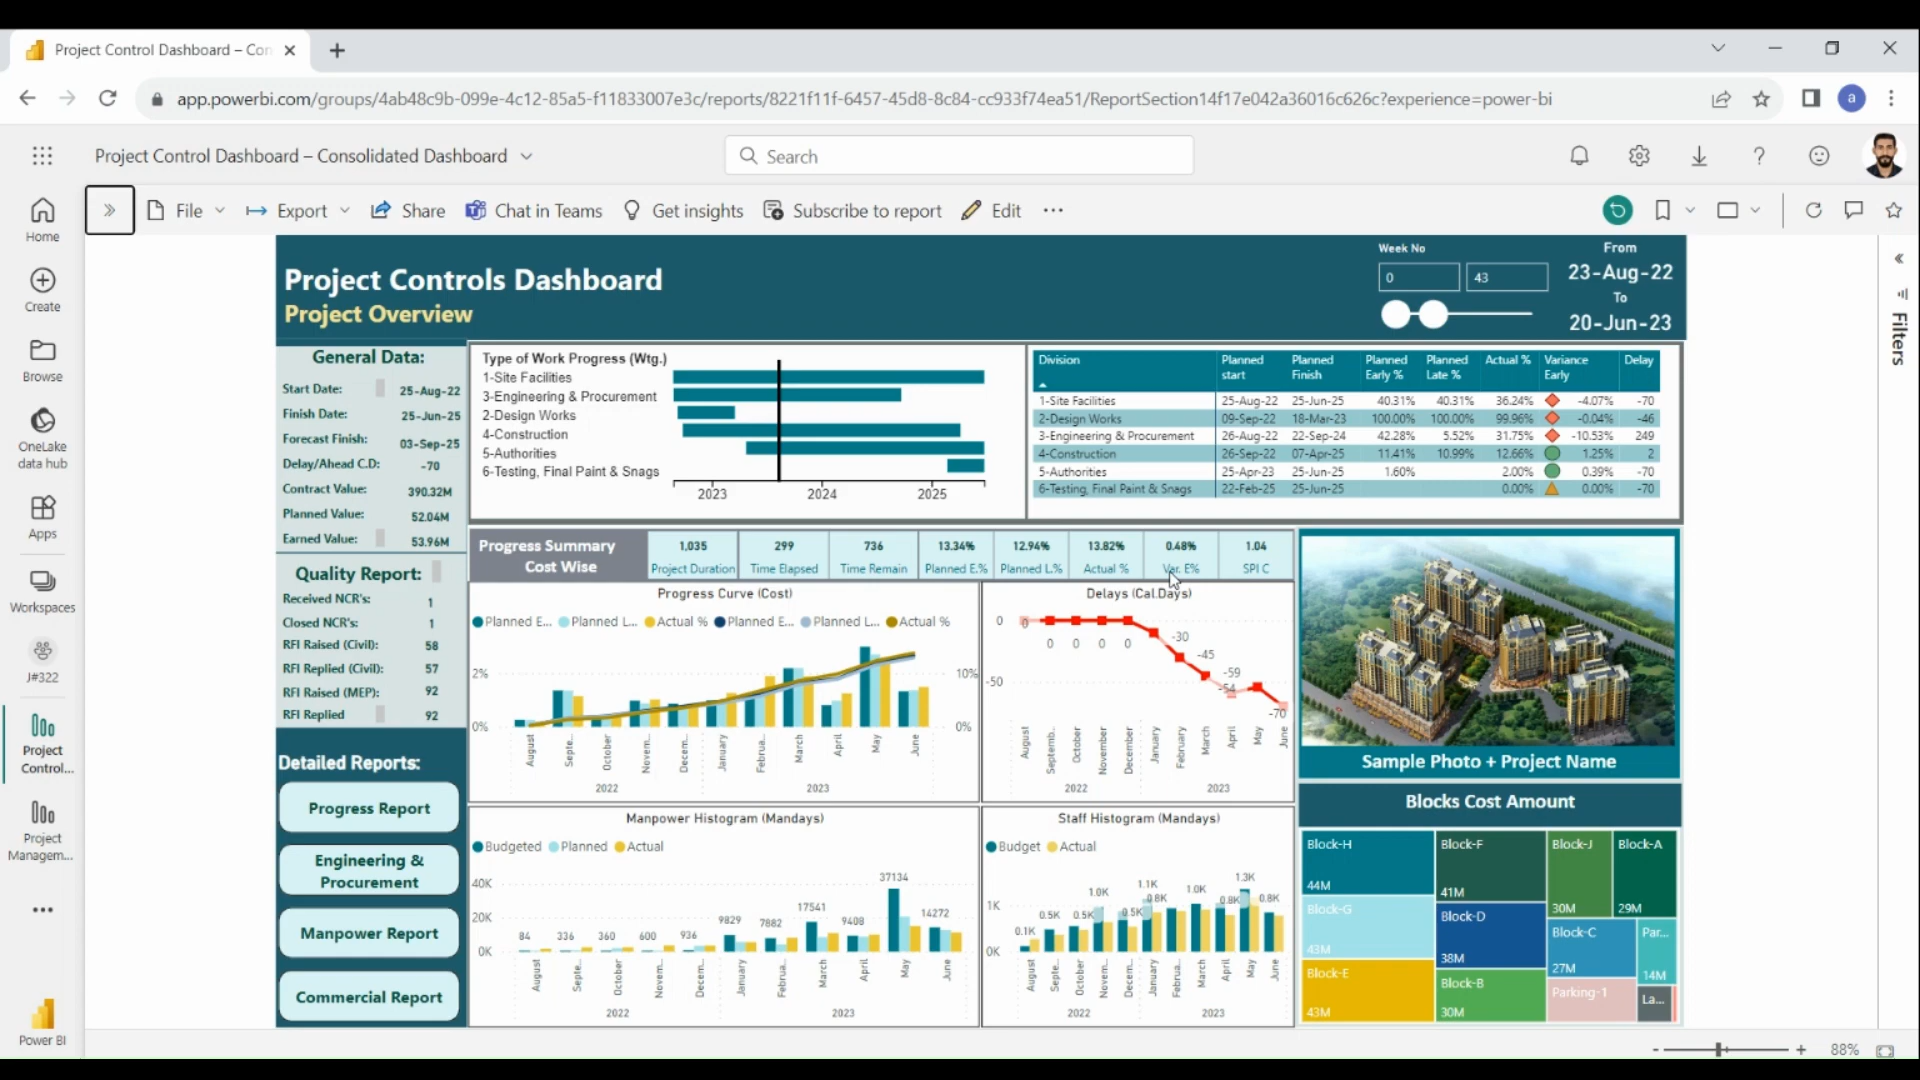 Project Control Dashboard – Con
app.powerbi.com/groups/4ab48c9b-099e-4c12-85a5-f11833007e3c/reports/8221f11f-6457-45d8-8c84-cc933f74ea51/ReportSection14f17e042a36016c626c?experience=power-bi
a
Project Control Dashboard – Consolidated Dashboard
Search
File
Export
Share
Chat in Teams
Get insights
Subscribe to report
Edit
Home
Create
Browse
OneLake
data hub
Apps
Workspaces
J#322
Project
Control...
Project
Managem...
Power BI
Filters
Project Controls Dashboard
Project Overview
Week No
0 43
From
23-Aug-22
To
20-Jun-23
General Data:
Start Date: 25-Aug-22
Finish Date: 25-Jun-25
Forecast Finish: 03-Sep-25
Delay/Ahead C.D: -70
Contract Value: 390.32M
Planned Value: 52.04M
Earned Value: 53.96M
Quality Report:
Received NCR's: 1
Closed NCR's: 1
RFI Raised (Civil): 58
RFI Replied (Civil): 57
RFI Raised (MEP): 92
RFI Replied 92
Detailed Reports:
Progress Report
Engineering &
Procurement
Manpower Report
Commercial Report
Type of Work Progress (Wtg.)
1-Site Facilities
3-Engineering & Procurement
2-Design Works
4-Construction
5-Authorities
6-Testing, Final Paint & Snags
2023 2024 2025
Division Planned start Planned Finish Planned Early % Planned Late % Actual % Variance Early Delay
1-Site Facilities 25-Aug-22 25-Jun-25 40.31% 40.31% 36.24% -4.07% -70
2-Design Works 09-Sep-22 18-Mar-23 100.00% 100.00% 99.96% -0.04% -46
3-Engineering & Procurement 26-Aug-22 22-Sep-24 42.28% 5.52% 31.75% -10.53% 249
4-Construction 26-Sep-22 07-Apr-25 11.41% 10.99% 12.66% 1.25% 2
5-Authorities 25-Apr-23 25-Jun-25 1.60% 2.00% 0.39% -70
6-Testing, Final Paint & Snags 22-Feb-25 25-Jun-25 0.00% 0.00% -70
Progress Summary
Cost Wise
1,035 299 736 13.34% 12.94% 13.82% 0.48% 1.04
Project Duration Time Elapsed Time Remain Planned E.% Planned L.% Actual % Var. E% SPI C
Progress Curve (Cost)
Planned E... Planned L... Actual % Planned E... Planned L... Actual %
2% 10%
0% 0%
August Septe... October Novem... Decem... January Februa... March April May June
2022 2023
Delays (Cal.Days)
0
-50
0 0 0 0 0 -30 -45 -59 -54 -70
August Septemb... October November December January February March April May June
2022 2023
Manpower Histogram (Mandays)
Budgeted Planned Actual
40K
20K
0K
84 336 360 600 936 9829 7882 17541 9408 37134 14272
August Septe... October Novem... Decem... January Februa... March April May June
2022 2023
Staff Histogram (Mandays)
Budget Actual
1K
0K
0.1K 0.5K 0.5K 1.0K 0.5K 1.1K 0.8K 1.0K 0.8K 1.3K 0.8K
August Septe... October Novem... Decem... January Februa... March April May June
2022 2023
Sample Photo + Project Name
Blocks Cost Amount
Block-H
44M
Block-G
43M
Block-E
43M
Block-F
41M
Block-D
38M
Block-B
30M
Block-J
30M
Block-A
29M
Block-C
27M
Par...
14M
Parking-1
La...
88%